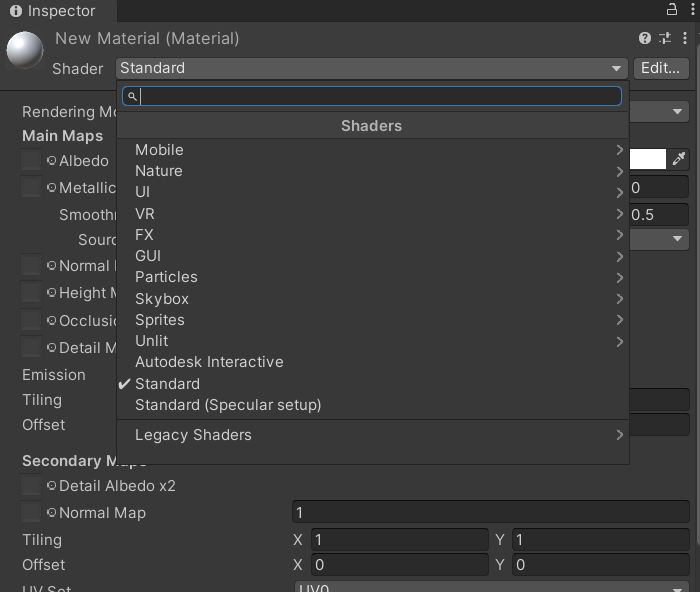 Inspector
New Material (Material)
Shader Standard Edit...
Shaders
Rendering Mo
Mobile
Main Maps
Nature
Albedo
UI
Metallic 0
VR
Smoothn 0.5
FX
Sourc
GUI
Normal
Particles
Height M
Skybox
Occlusio
Sprites
Detail M
Unlit
Autodesk Interactive
Emission
Standard
Tiling
Standard (Specular setup)
Offset
Legacy Shaders
Secondary Maps
Detail Albedo x2
Normal Map 1
Tiling X 1 Y 1
Offset X 0 Y 0
UV Set UV0